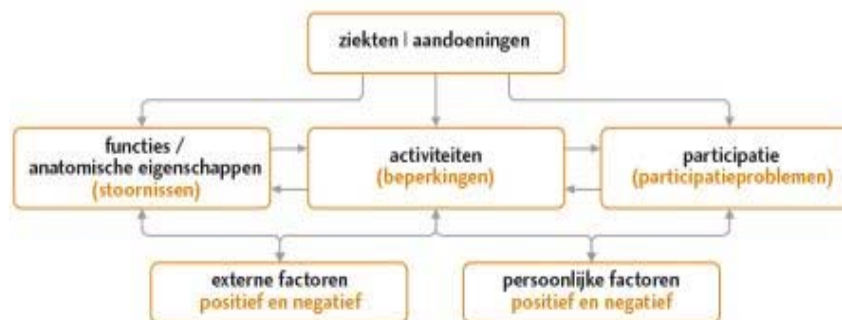 ziekten | aandoeningen
functies /
anatomische eigenschappen
(stoornissen)
activiteiten
(beperkingen)
participatie
(participatieproblemen)
externe factoren
positief en negatief
persoonlijke factoren
positief en negatief